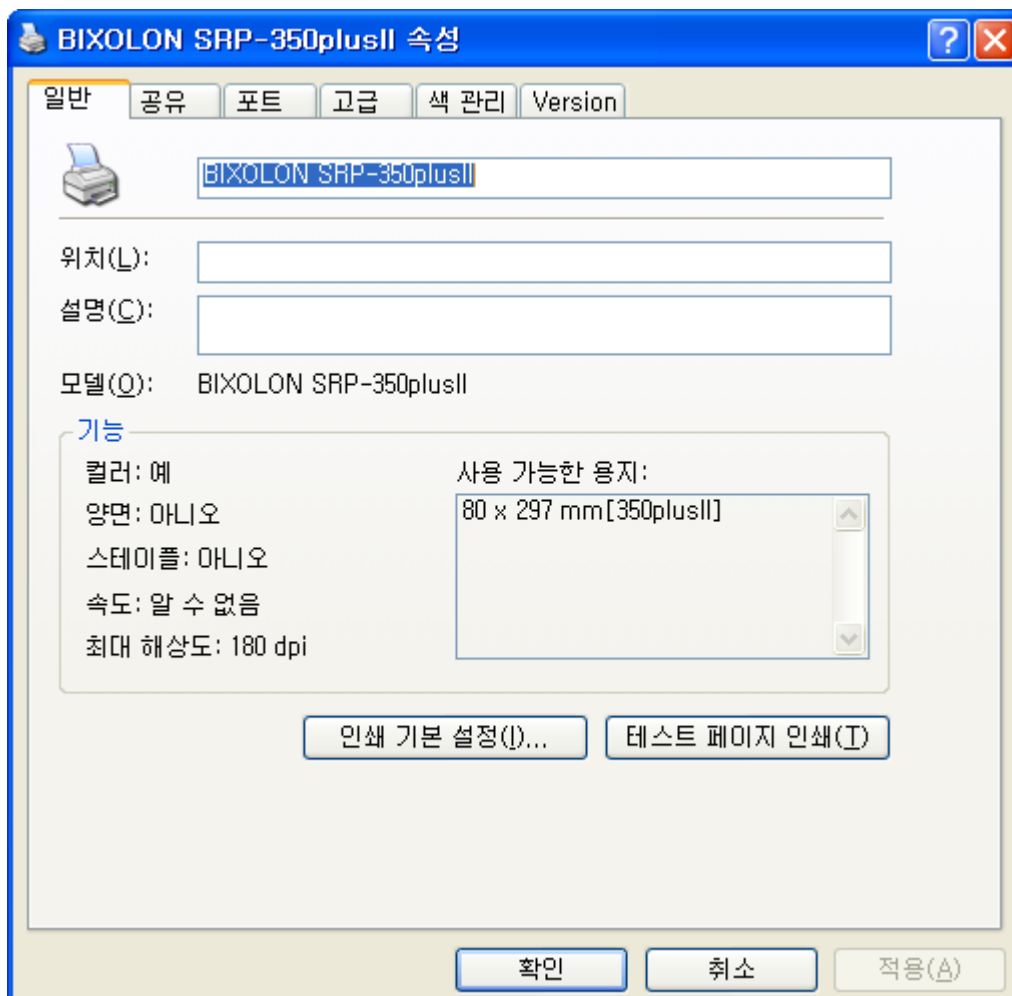 BIXOLON SRP-350plusII 속성
일반 공유 포트 고급 색 관리 Version
BIXOLON SRP-350plusII
위치(L):
설명(C):
모델(O): BIXOLON SRP-350plusII
기능
컬러: 예
사용 가능한 용지:
양면: 아니오
80 x 297 mm[350plusII]
스테이플: 아니오
속도: 알 수 없음
최대 해상도: 180 dpi
인쇄 기본 설정(I)... 테스트 페이지 인쇄(T)
확인 취소 적용(A)